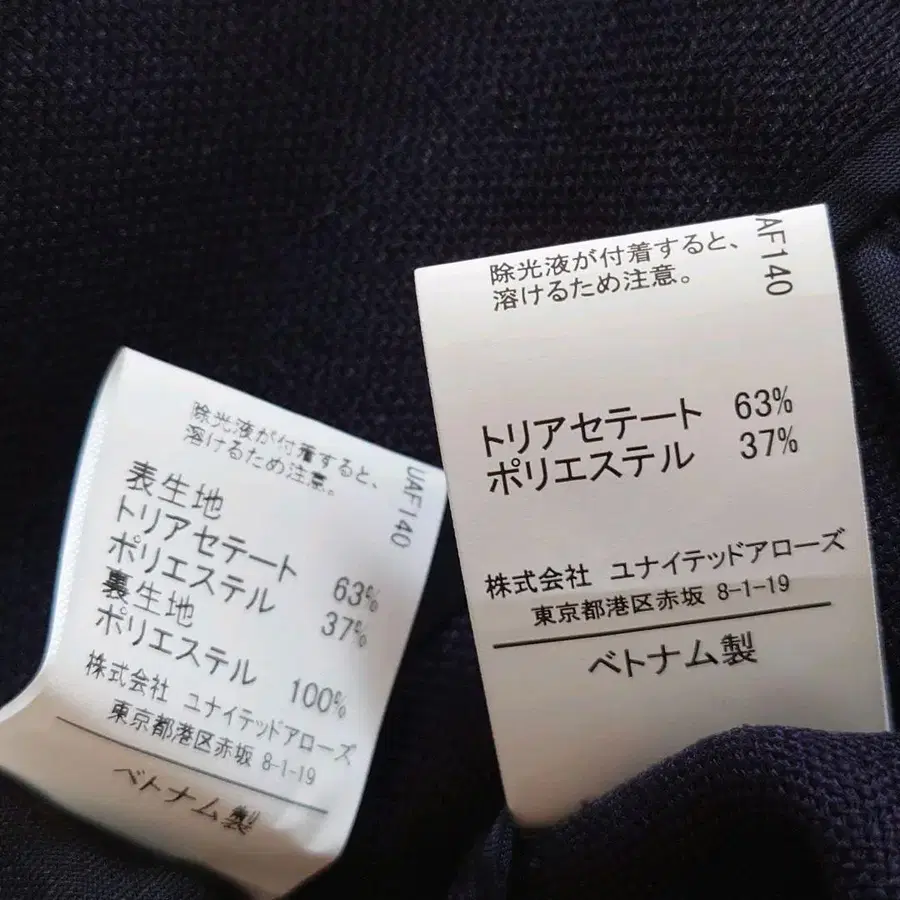 除光液が付着すると、
溶けるため注意。
UAF140
表生地
トリアセテート 63%
ポリエステル 37%
裏生地
ポリエステル 100%
株式会社 ユナイテッドアローズ
東京都港区赤坂 8-1-19
ベトナム製
除光液が付着すると、
溶けるため注意。
AF140
トリアセテート 63%
ポリエステル 37%
株式会社 ユナイテッドアローズ
東京都港区赤坂 8-1-19
ベトナム製